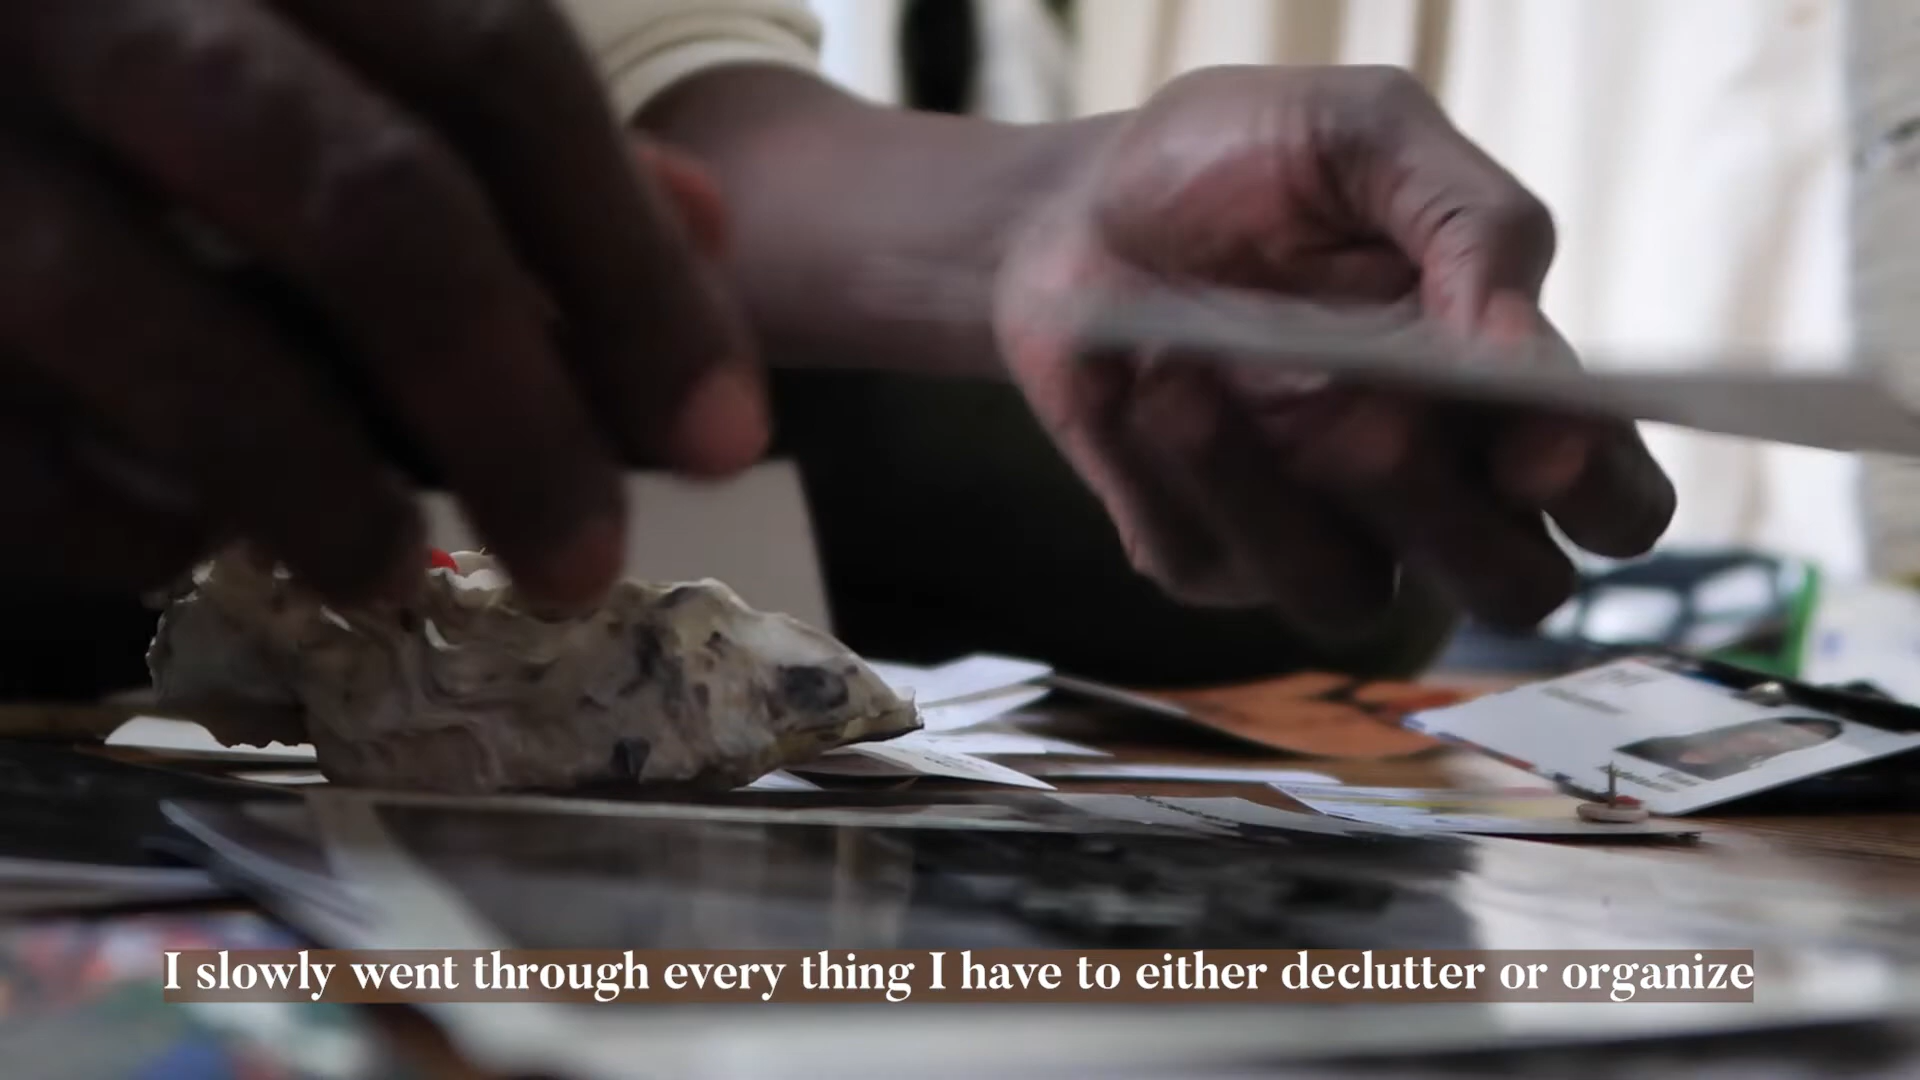 I slowly went through every thing I have to either declutter or organize